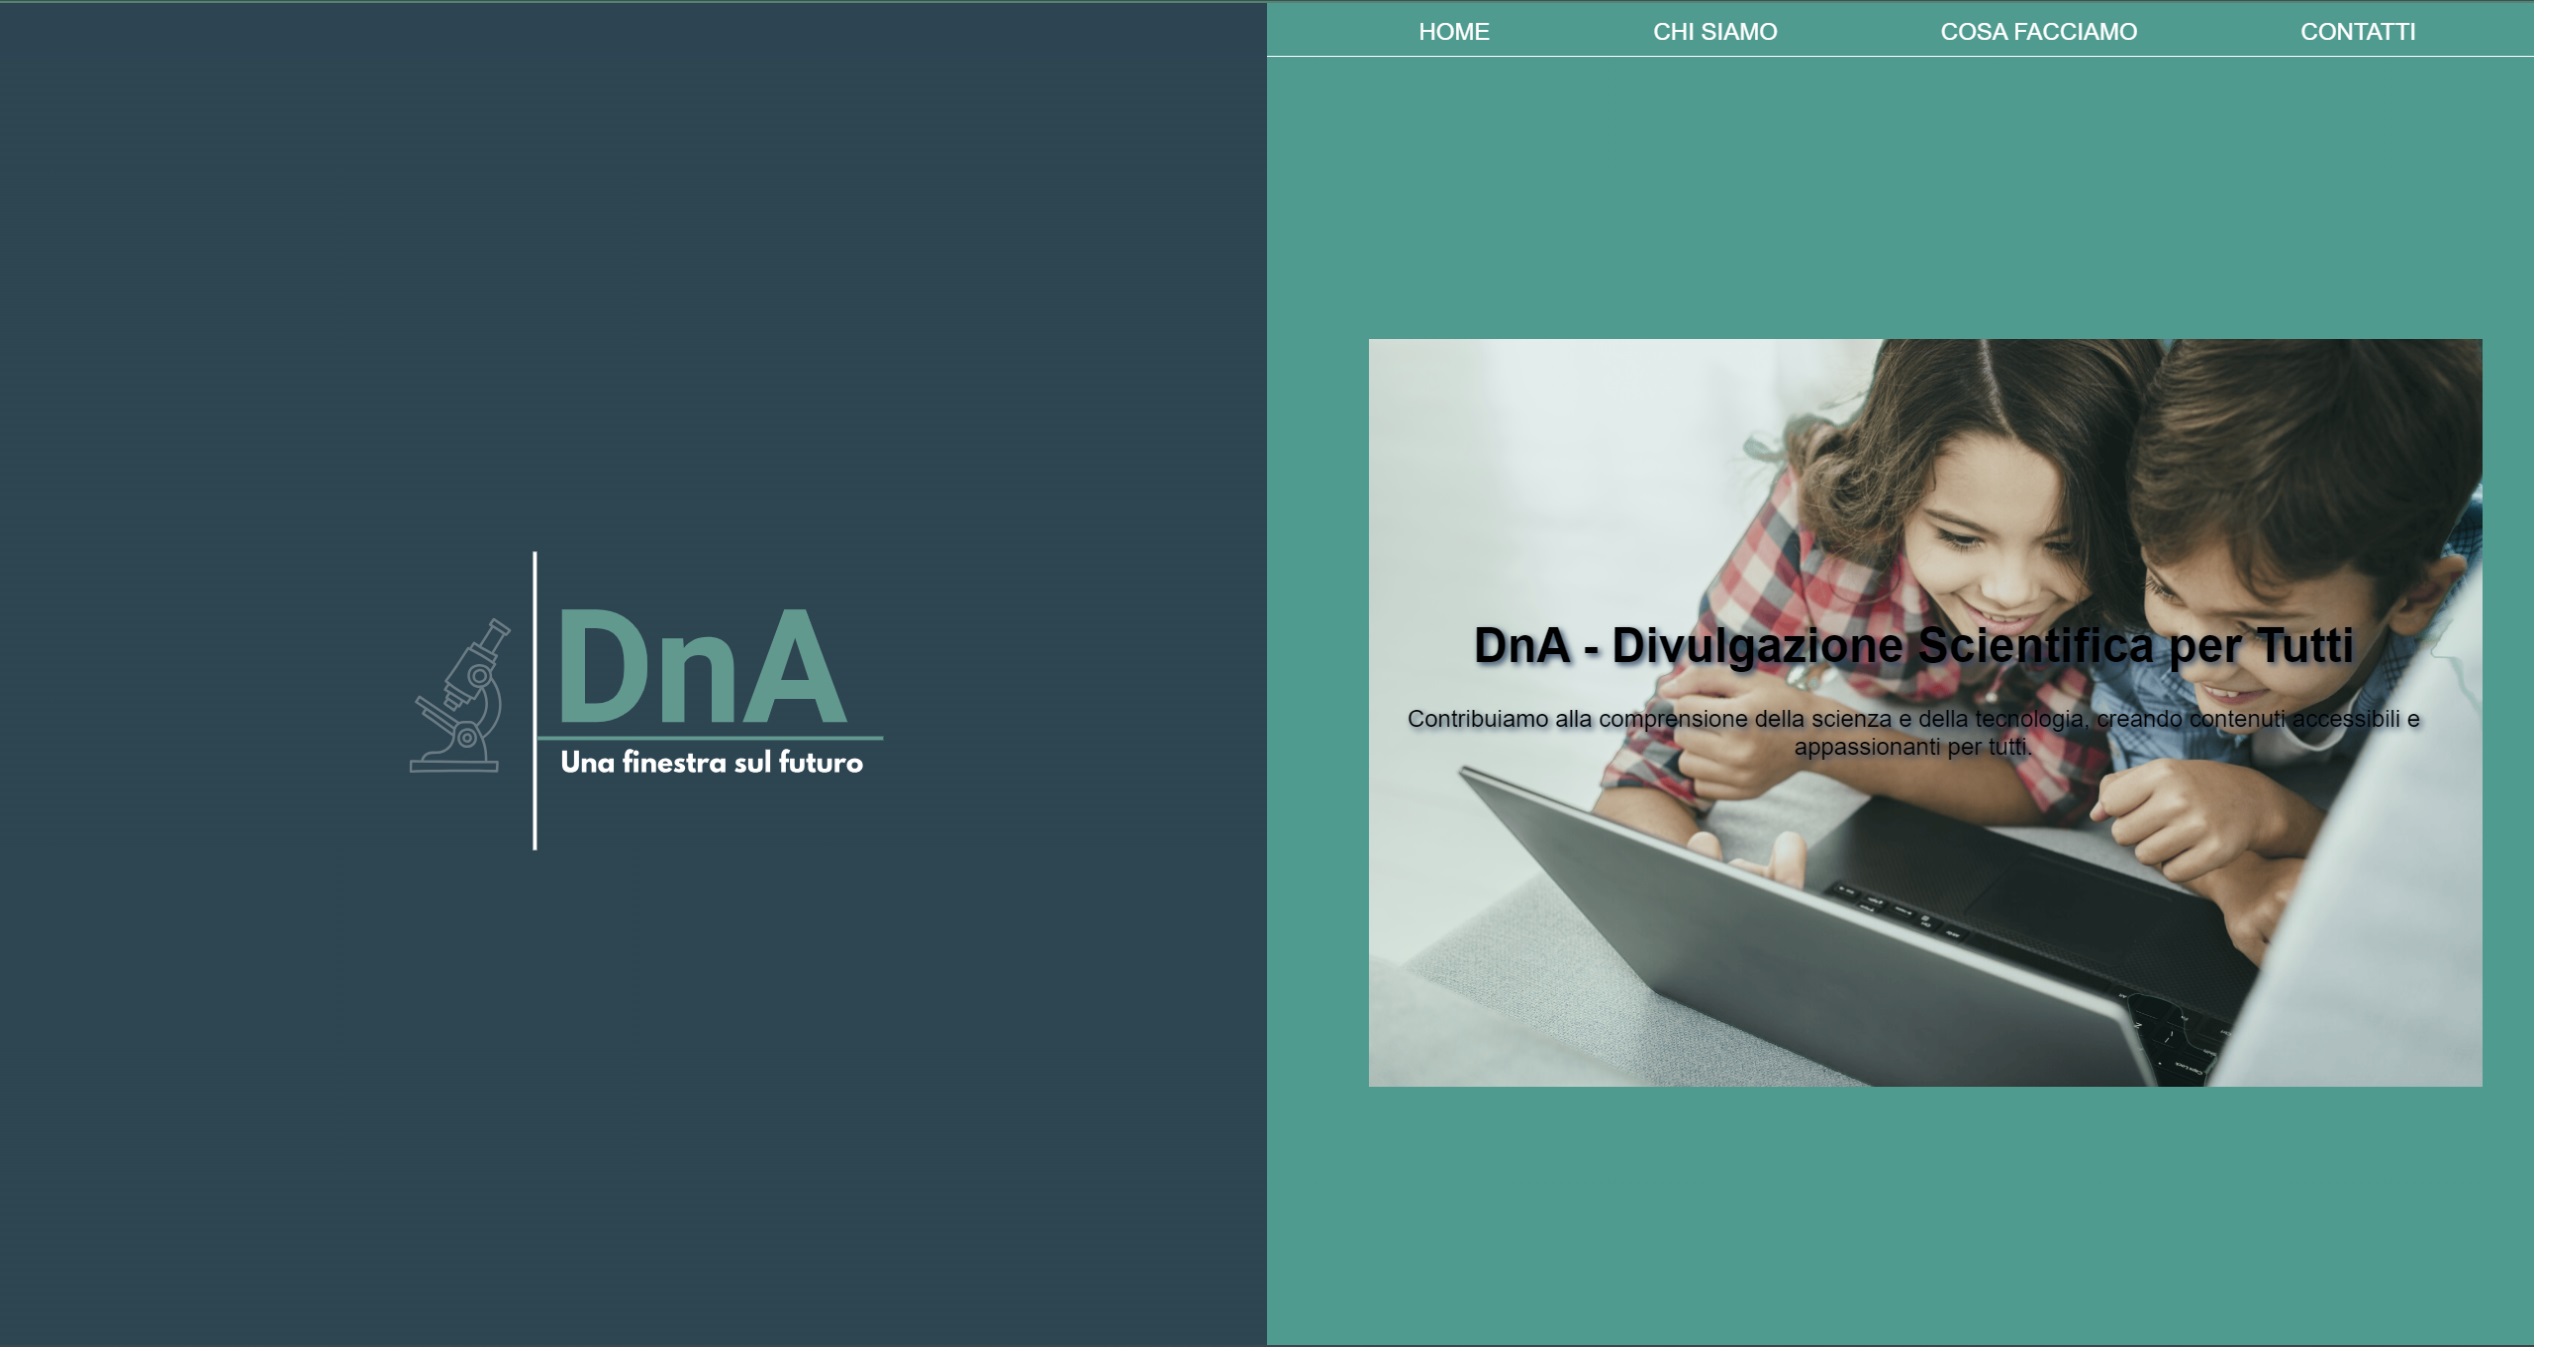 HOME
CHI SIAMO
COSA FACCIAMO
CONTATTI
DnA
Una finestra sul futuro
DnA - Divulgazione Scientifica per Tutti
Contribuiamo alla comprensione della scienza e della tecnologia, creando contenuti accessibili e
appassionanti per tutti.